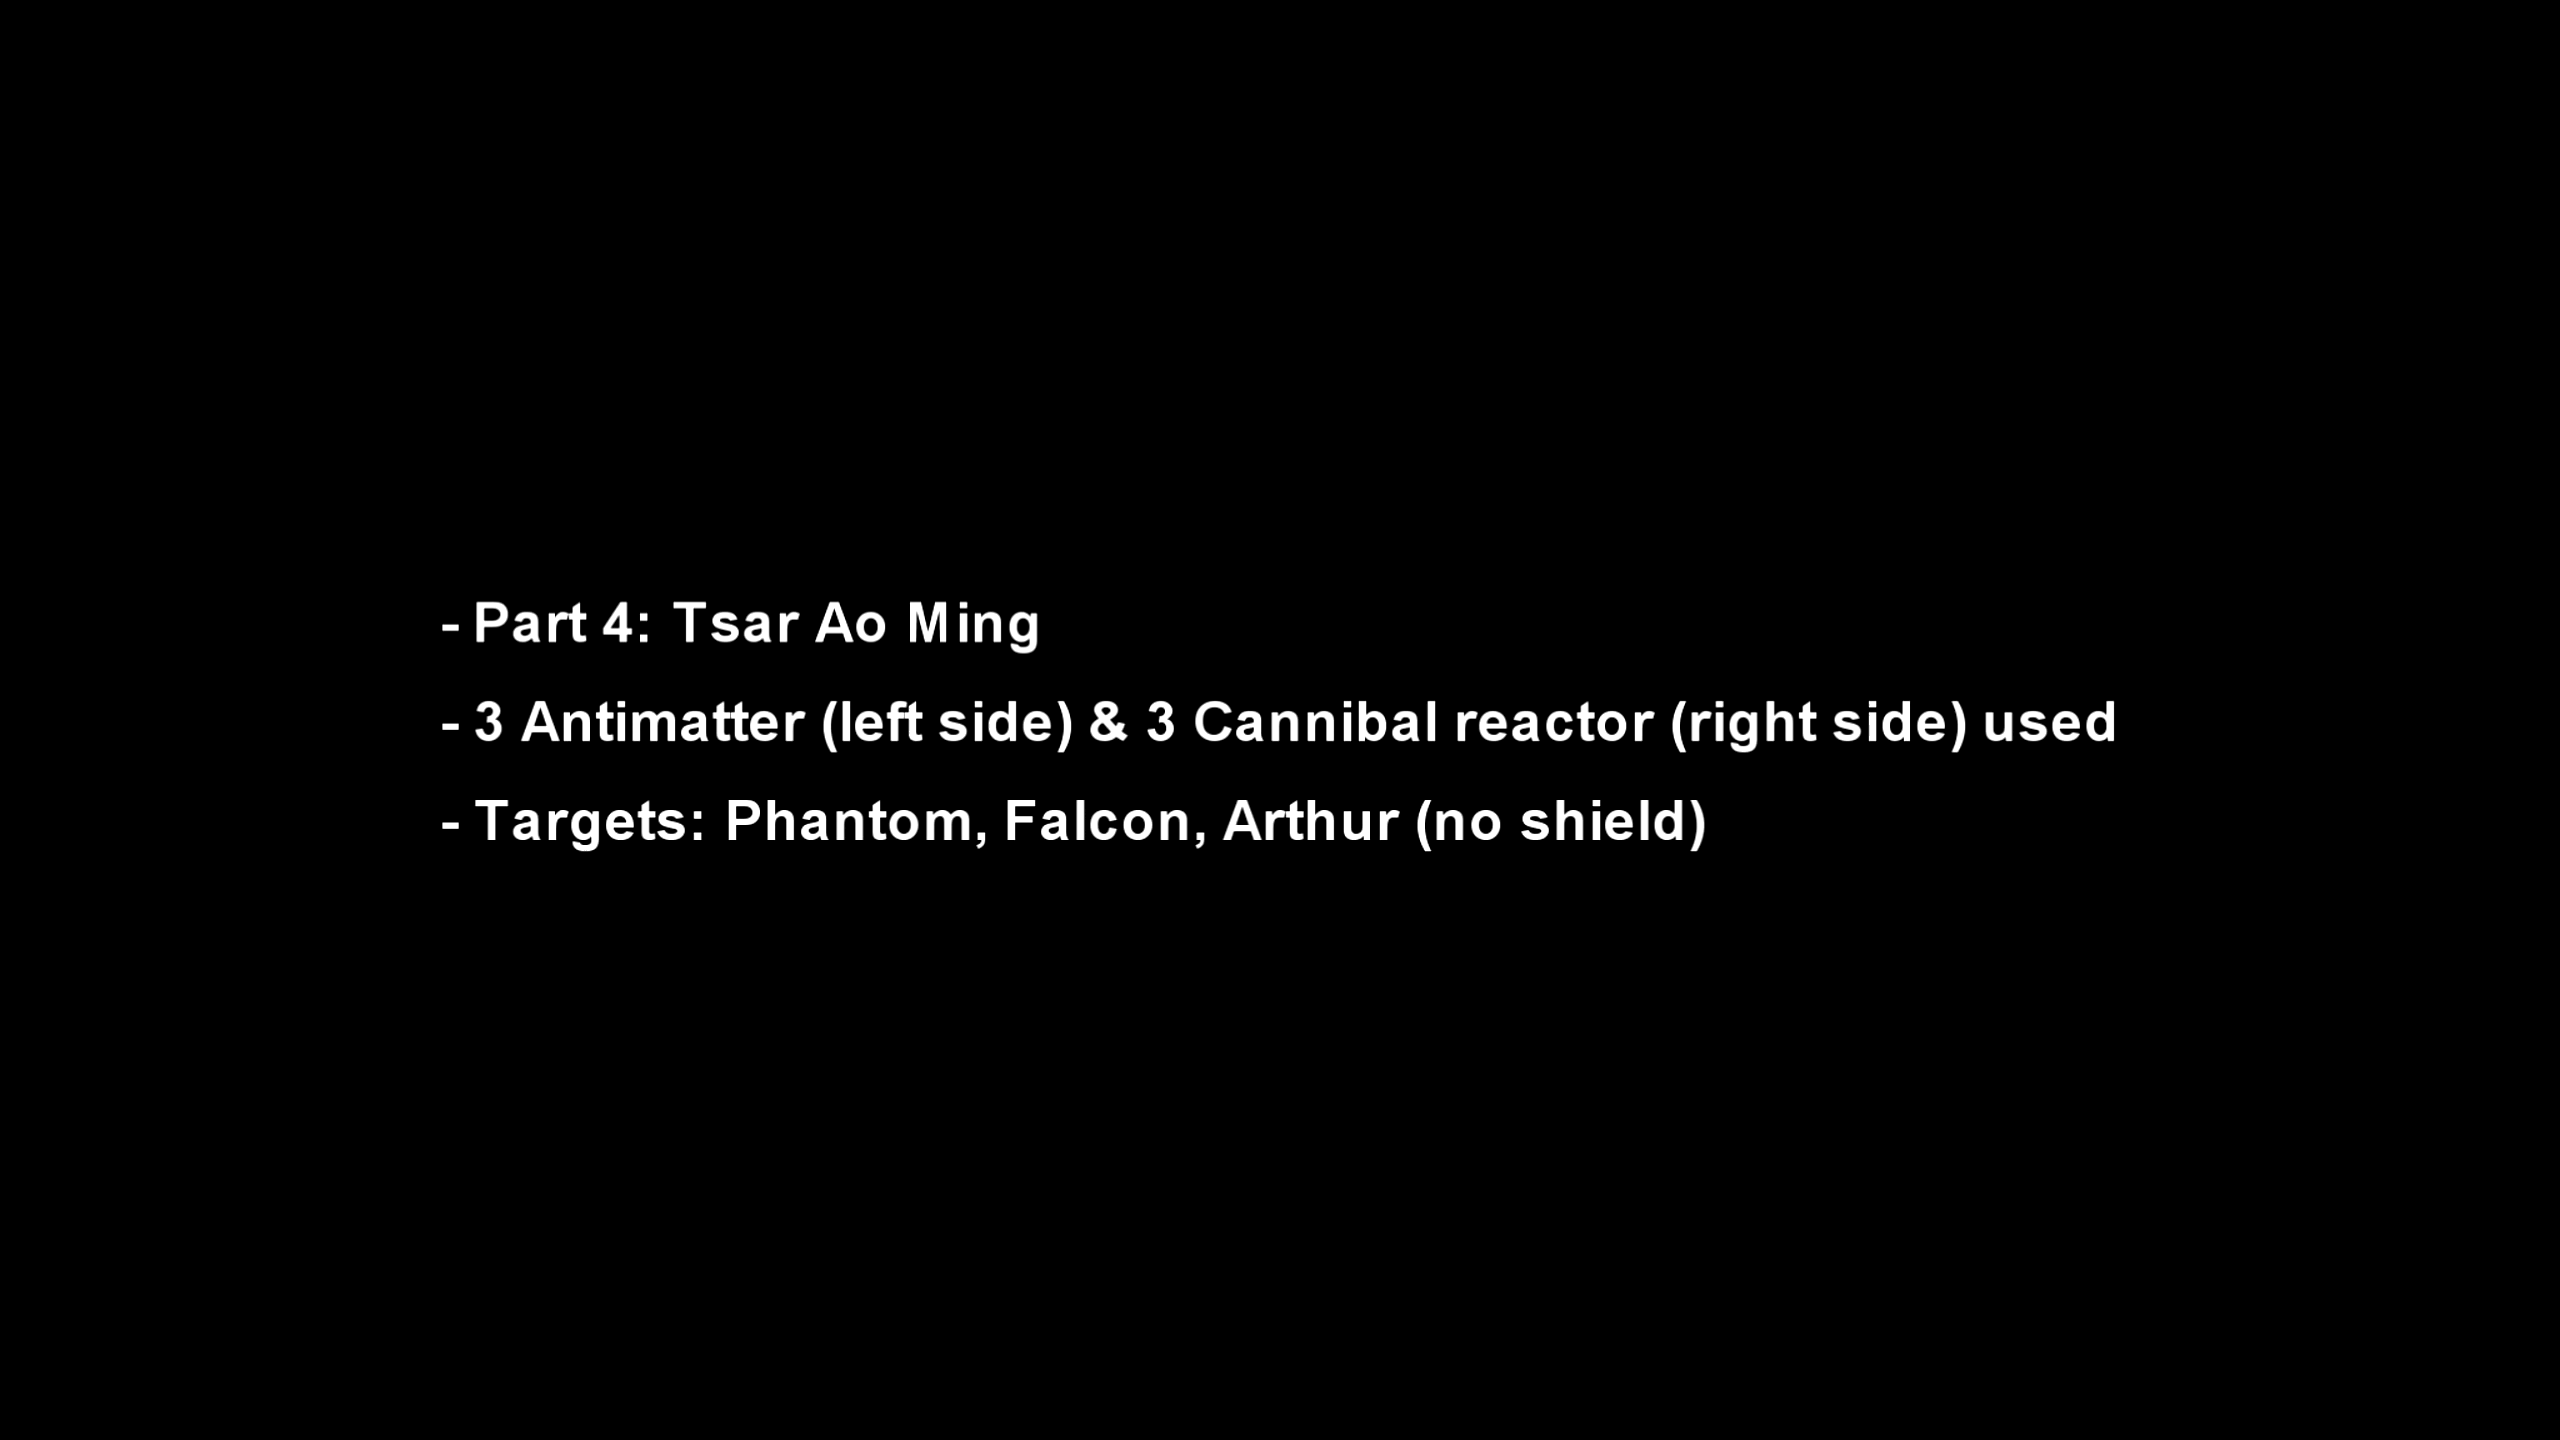 - Part 4: Tsar Ao Ming
- 3 Antimatter (left side) & 3 Cannibal reactor (right side) used
- Targets: Phantom, Falcon, Arthur (no shield)